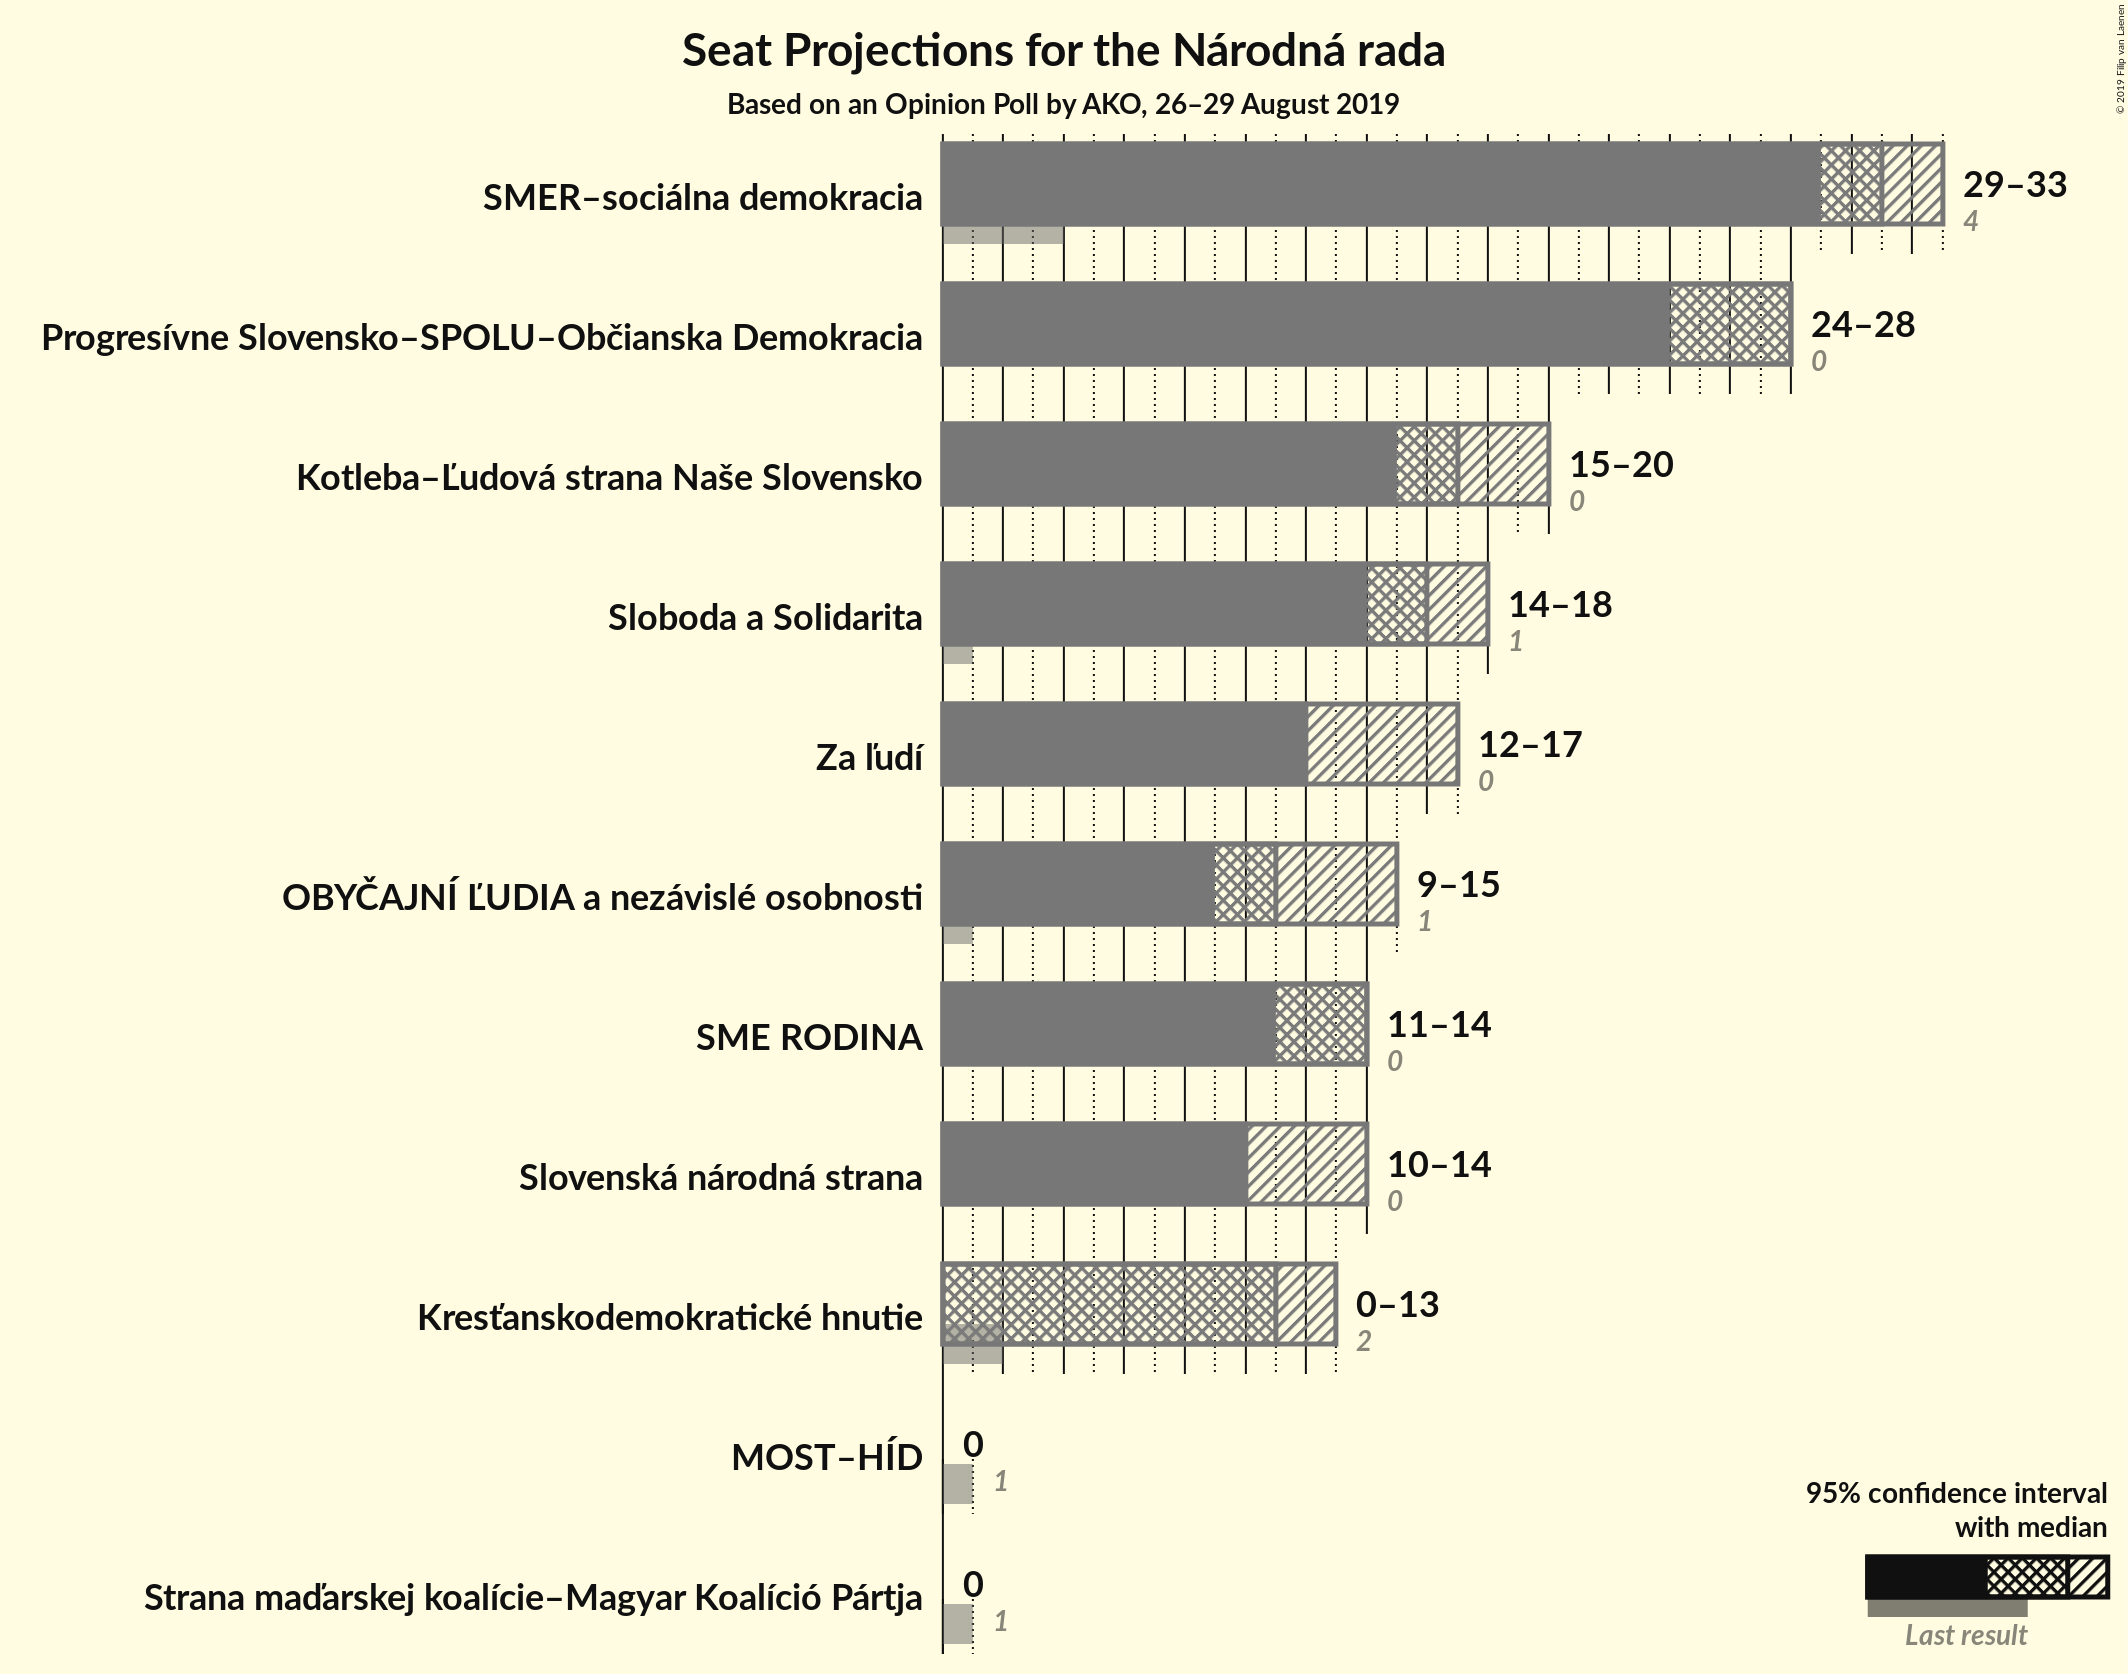 Seat Projections for the Národná rada
Based on an Opinion Poll by AKO, 26–29 August 2019
© 2019 Filip van Laenen
SMER–sociálna demokracia
29–33
4
Progresívne Slovensko–SPOLU–Občianska Demokracia
24–28
0
Kotleba–Ľudová strana Naše Slovensko
15–20
0
Sloboda a Solidarita
14–18
1
Za ľudí
12–17
0
OBYČAJNÍ ĽUDIA a nezávislé osobnosti
9–15
1
SME RODINA
11–14
0
Slovenská národná strana
10–14
0
Kresťanskodemokratické hnutie
0–13
2
MOST–HÍD
0
1
Strana maďarskej koalície–Magyar Koalíció Pártja
0
1
95% confidence interval
with median
Last result